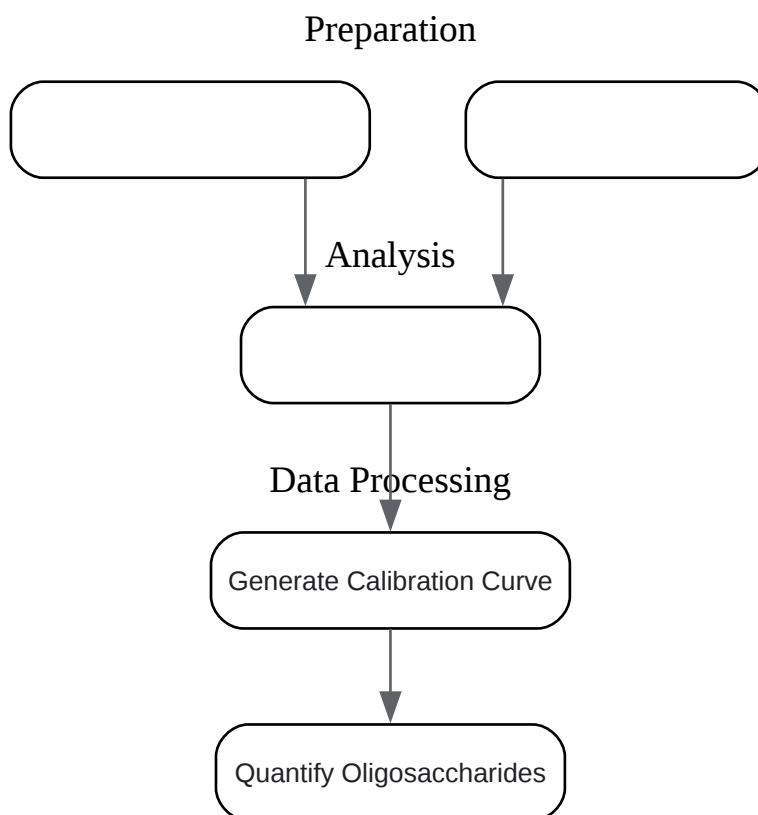 Preparation
Analysis
Data Processing
Generate Calibration Curve
Quantify Oligosaccharides